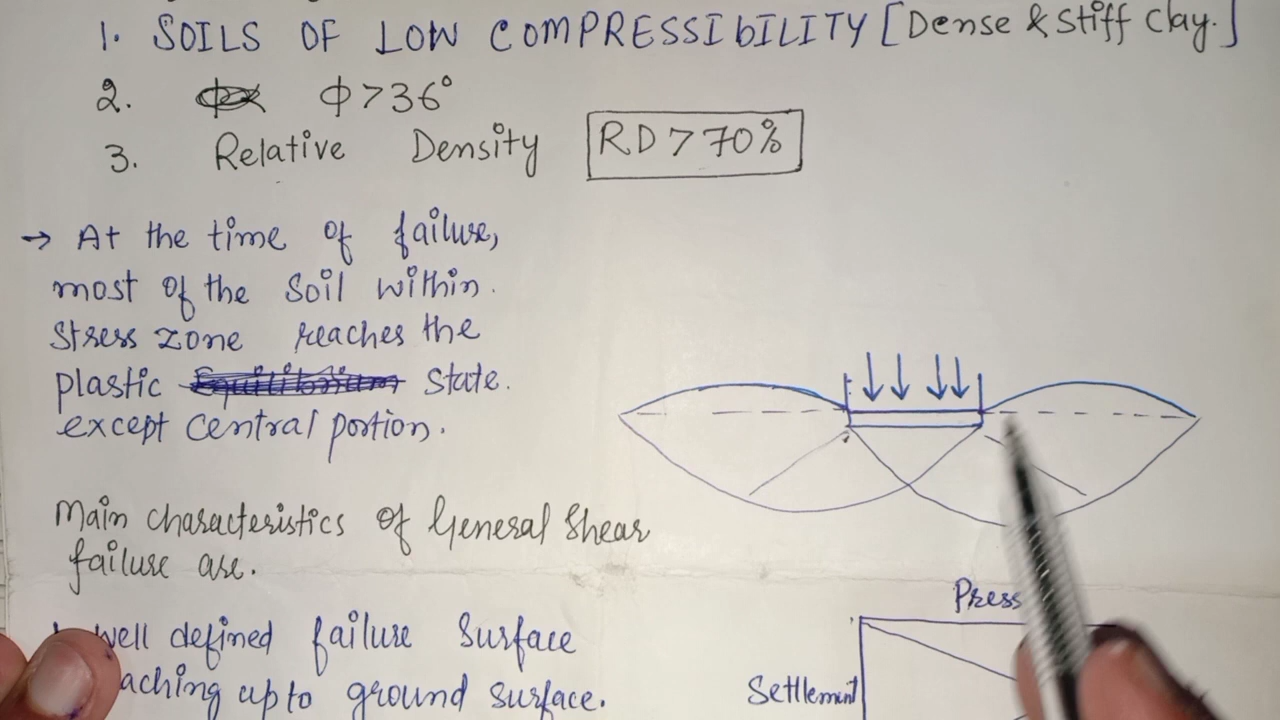 1. SOILS OF LOW COMPRESSIBILITY [Dense & Stiff Clay.]
2. ϕ > 36°
3. Relative Density RD > 70%
→ At the time of failure,
most of the Soil within.
Stress zone reaches the
plastic State.
except central portion.
Main characteristics of General Shear
failure are.
Well defined failure surface
aching up to ground surface.
Press
Settlement